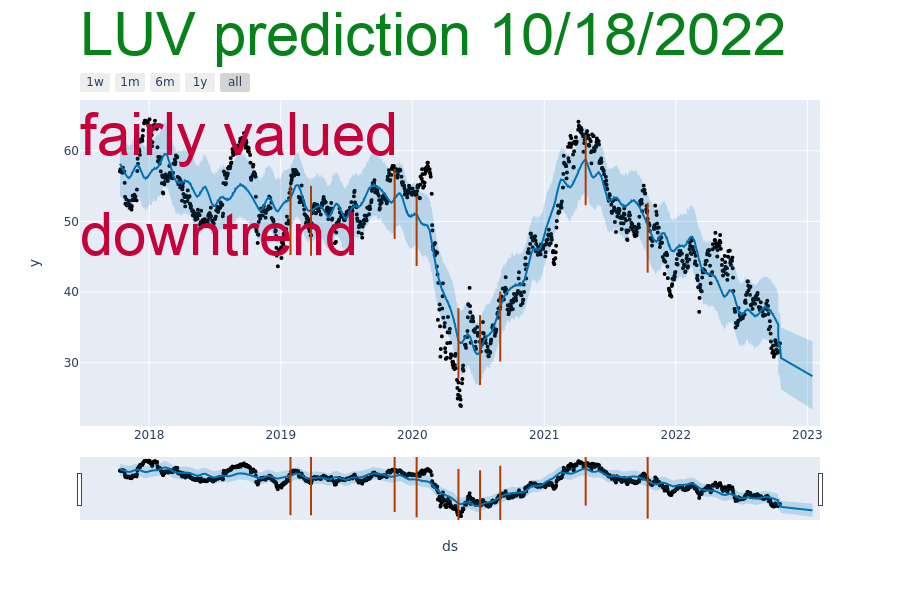 LUV prediction 10/18/2022
1w 1m 6m 1y all
fairly valued
60
50
downtrend
y
40
30
2018 2019 2020 2021 2022 2023
ds